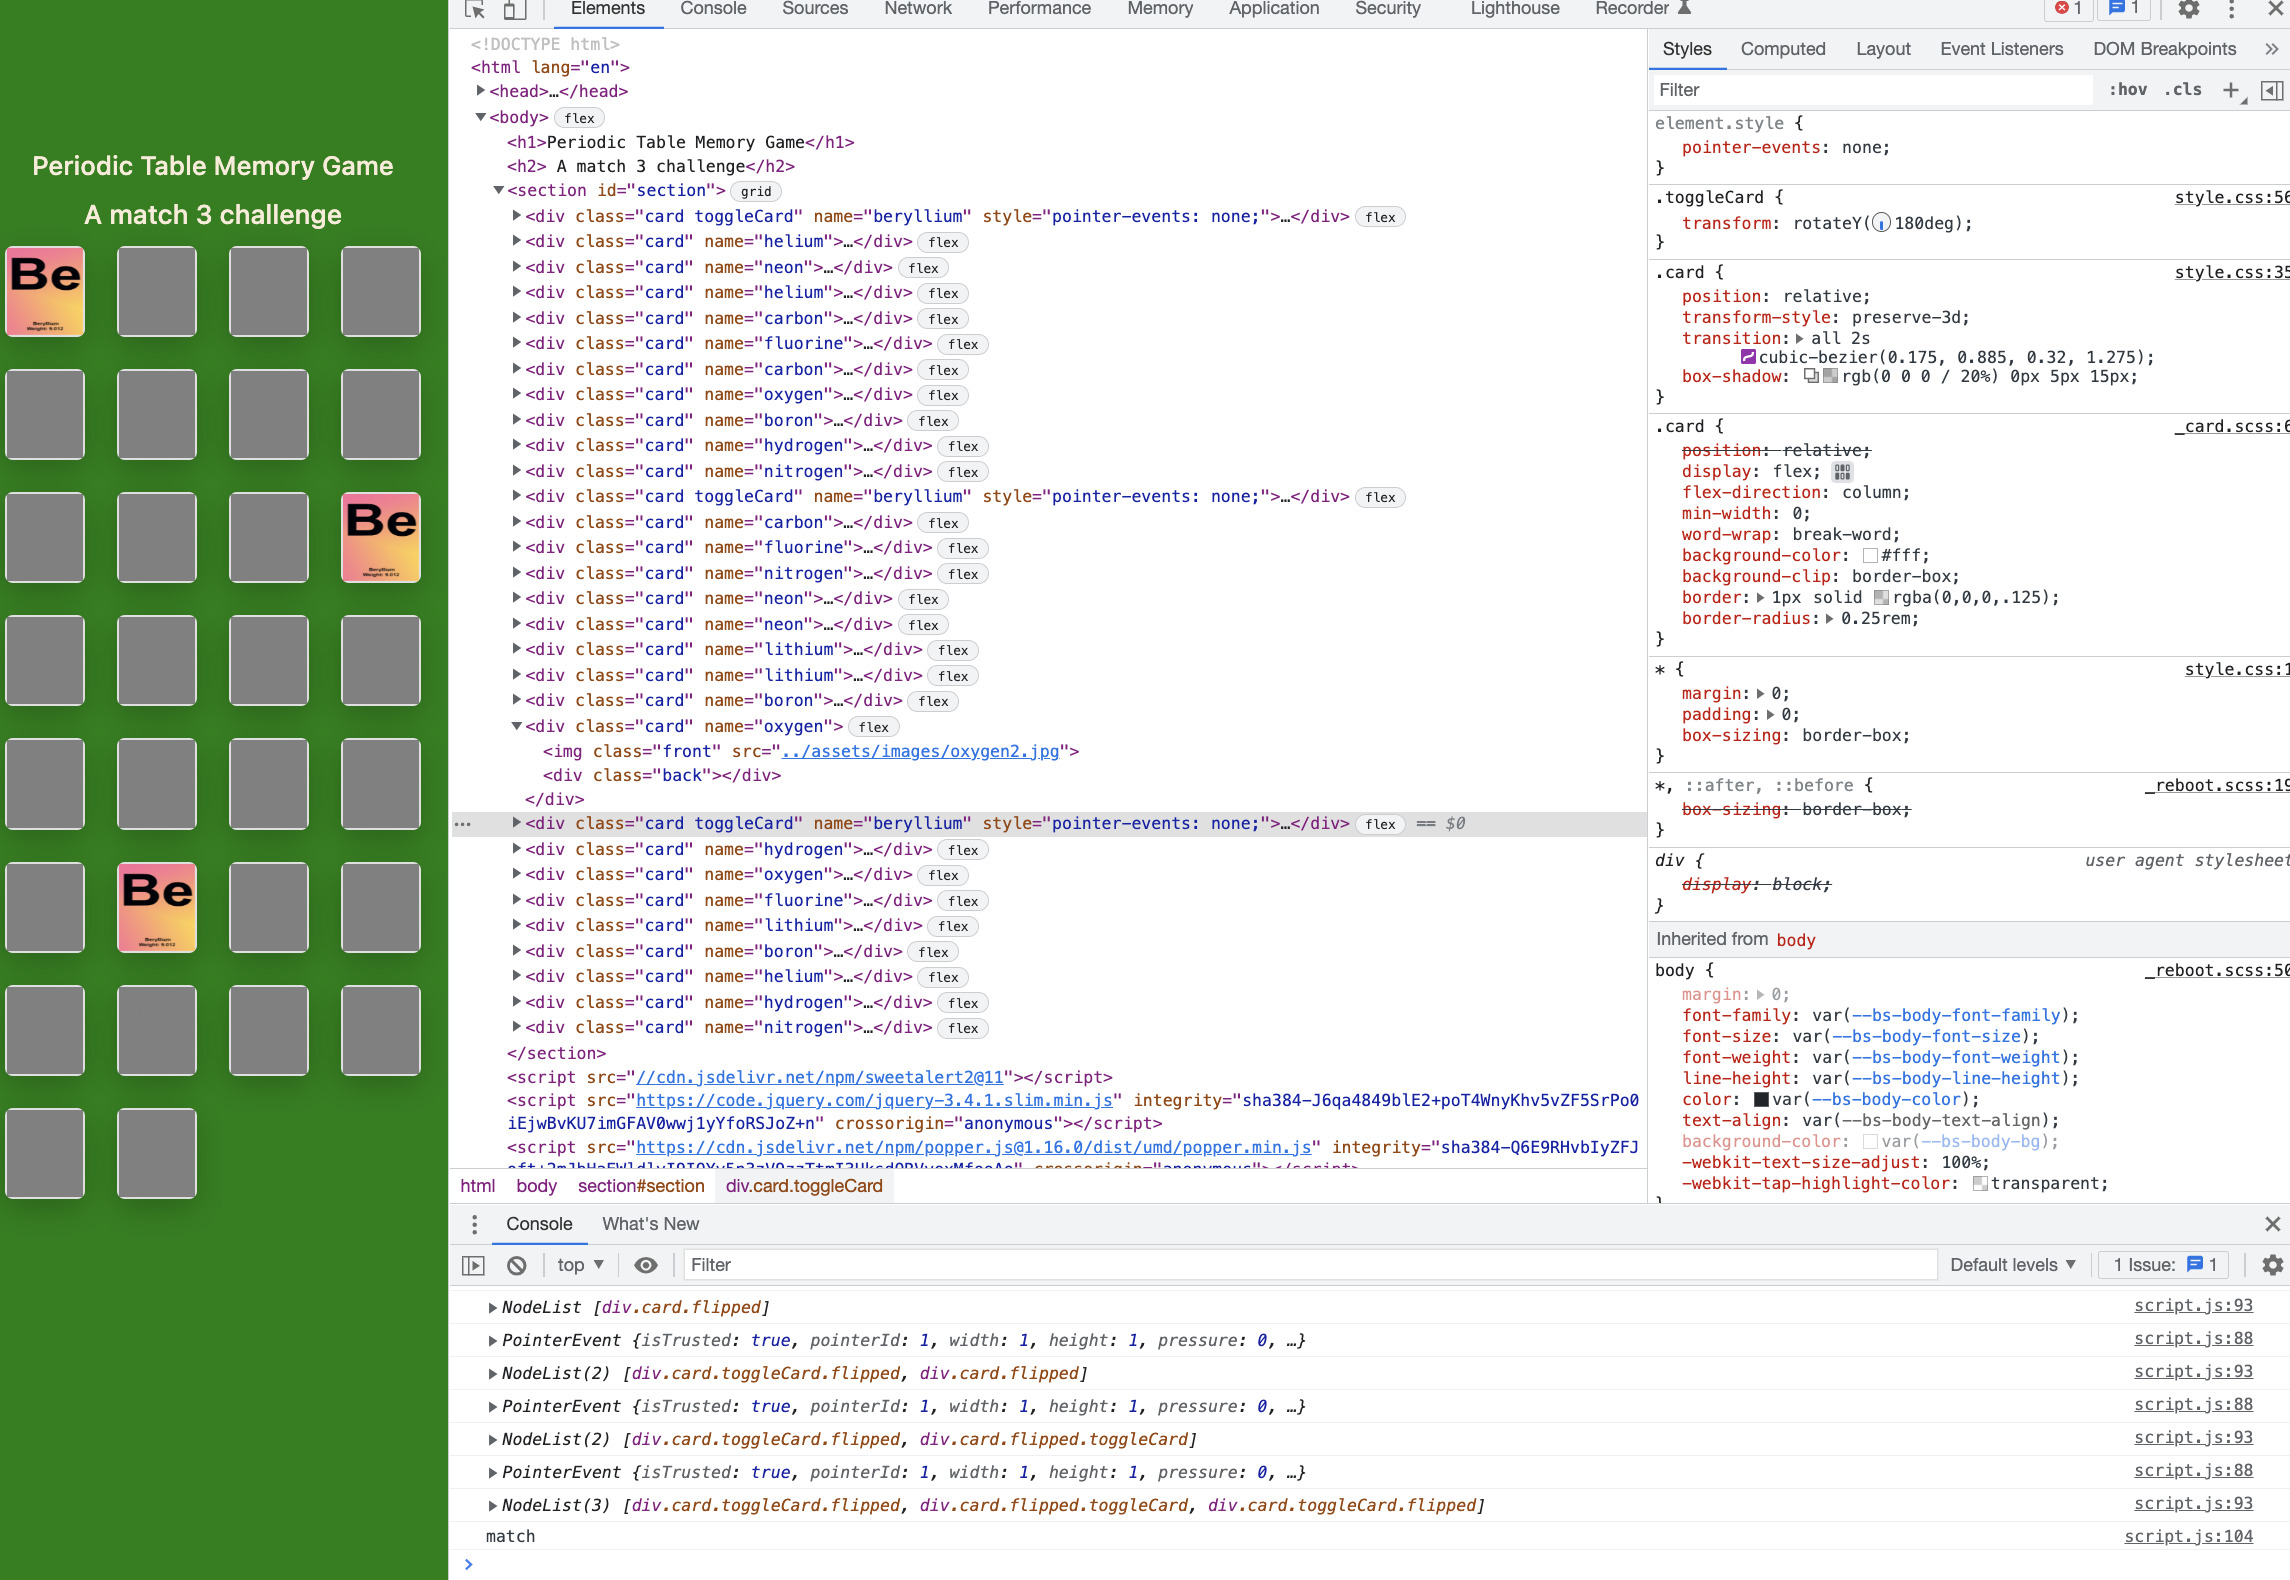 Periodic Table Memory Game
A match 3 challenge
Be
Beryllium
Weight: 9.012
Be
Beryllium
Weight: 9.012
Be
Beryllium
Weight: 9.012
Elements Console Sources Network Performance Memory Application Security Lighthouse Recorder 1 1
<!DOCTYPE html>
<html lang="en">
<head>…</head>
<body> flex
<h1>Periodic Table Memory Game</h1>
<h2> A match 3 challenge</h2>
<section id="section"> grid
<div class="card toggleCard" name="beryllium" style="pointer-events: none;">…</div> flex
<div class="card" name="helium">…</div> flex
<div class="card" name="neon">…</div> flex
<div class="card" name="helium">…</div> flex
<div class="card" name="carbon">…</div> flex
<div class="card" name="fluorine">…</div> flex
<div class="card" name="carbon">…</div> flex
<div class="card" name="oxygen">…</div> flex
<div class="card" name="boron">…</div> flex
<div class="card" name="hydrogen">…</div> flex
<div class="card" name="nitrogen">…</div> flex
<div class="card toggleCard" name="beryllium" style="pointer-events: none;">…</div> flex
<div class="card" name="carbon">…</div> flex
<div class="card" name="fluorine">…</div> flex
<div class="card" name="nitrogen">…</div> flex
<div class="card" name="neon">…</div> flex
<div class="card" name="neon">…</div> flex
<div class="card" name="lithium">…</div> flex
<div class="card" name="lithium">…</div> flex
<div class="card" name="boron">…</div> flex
<div class="card" name="oxygen"> flex
<img class="front" src="../assets/images/oxygen2.jpg">
<div class="back"></div>
</div>
… <div class="card toggleCard" name="beryllium" style="pointer-events: none;">…</div> flex == $0
<div class="card" name="hydrogen">…</div> flex
<div class="card" name="oxygen">…</div> flex
<div class="card" name="fluorine">…</div> flex
<div class="card" name="lithium">…</div> flex
<div class="card" name="boron">…</div> flex
<div class="card" name="helium">…</div> flex
<div class="card" name="hydrogen">…</div> flex
<div class="card" name="nitrogen">…</div> flex
</section>
<script src="//cdn.jsdelivr.net/npm/sweetalert2@11"></script>
<script src="https://code.jquery.com/jquery-3.4.1.slim.min.js" integrity="sha384-J6qa4849blE2+poT4WnyKhv5vZF5SrPo0
iEjwBvKU7imGFAV0wwj1yYfoRSJoZ+n" crossorigin="anonymous"></script>
<script src="https://cdn.jsdelivr.net/npm/popper.js@1.16.0/dist/umd/popper.min.js" integrity="sha384-Q6E9RHvbIyZFJ
html body section#section div.card.toggleCard
Styles Computed Layout Event Listeners DOM Breakpoints »
Filter :hov .cls +
element.style {
pointer-events: none;
}
.toggleCard { style.css:56
transform: rotateY(180deg);
}
.card { style.css:35
position: relative;
transform-style: preserve-3d;
transition: all 2s
cubic-bezier(0.175, 0.885, 0.32, 1.275);
box-shadow: rgb(0 0 0 / 20%) 0px 5px 15px;
}
.card { _card.scss:6
position: relative;
display: flex;
flex-direction: column;
min-width: 0;
word-wrap: break-word;
background-color: #fff;
background-clip: border-box;
border: 1px solid rgba(0,0,0,.125);
border-radius: 0.25rem;
}
* { style.css:1
margin: 0;
padding: 0;
box-sizing: border-box;
}
*, ::after, ::before { _reboot.scss:19
box-sizing: border-box;
}
div { user agent stylesheet
display: block;
}
Inherited from body
body { _reboot.scss:50
margin: 0;
font-family: var(--bs-body-font-family);
font-size: var(--bs-body-font-size);
font-weight: var(--bs-body-font-weight);
line-height: var(--bs-body-line-height);
color: var(--bs-body-color);
text-align: var(--bs-body-text-align);
background-color: var(--bs-body-bg);
-webkit-text-size-adjust: 100%;
-webkit-tap-highlight-color: transparent;
Console What's New
top Filter Default levels 1 Issue: 1
NodeList [div.card.flipped] script.js:93
PointerEvent {isTrusted: true, pointerId: 1, width: 1, height: 1, pressure: 0, …} script.js:88
NodeList(2) [div.card.toggleCard.flipped, div.card.flipped] script.js:93
PointerEvent {isTrusted: true, pointerId: 1, width: 1, height: 1, pressure: 0, …} script.js:88
NodeList(2) [div.card.toggleCard.flipped, div.card.flipped.toggleCard] script.js:93
PointerEvent {isTrusted: true, pointerId: 1, width: 1, height: 1, pressure: 0, …} script.js:88
NodeList(3) [div.card.toggleCard.flipped, div.card.flipped.toggleCard, div.card.toggleCard.flipped] script.js:93
match script.js:104